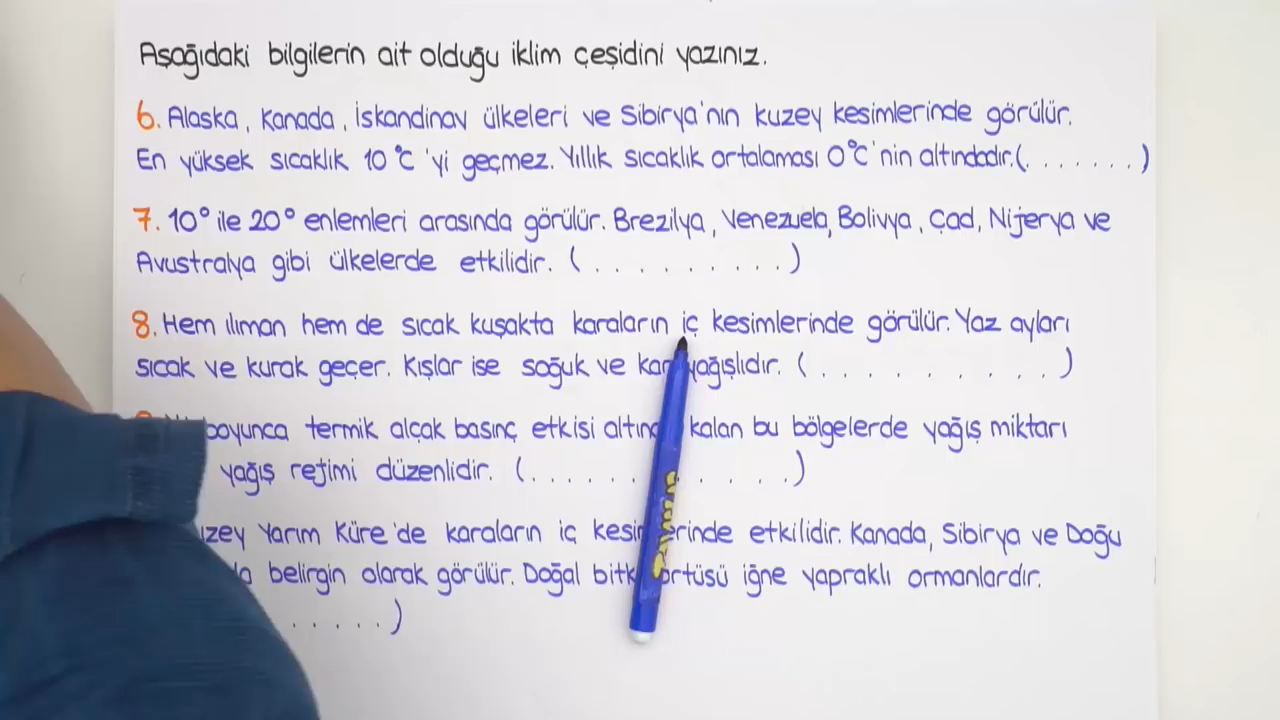 Aşağıdaki bilgilerin ait olduğu iklim çeşidini yazınız.
6. Alaska, Kanada, İskandinav ülkeleri ve Sibirya'nın kuzey kesimlerinde görülür.
En yüksek sıcaklık 10°C'yi geçmez. Yıllık sıcaklık ortalaması 0°C'nin altındadır.(.......)
7. 10° ile 20° enlemleri arasında görülür. Brezilya, Venezuela, Bolivya, Çad, Nijerya ve
Avustralya gibi ülkelerde etkilidir. (.........)
8. Hem ılıman hem de sıcak kuşakta karaların iç kesimlerinde görülür. Yaz ayları
sıcak ve kurak geçer. Kışlar ise soğuk ve kar yağışlıdır. (.........)
boyunca termik alçak basınç etkisi kalan bu bölgelerde yağış miktarı
yağış rejimi düzenlidir. (.........)
Yarım Küre'de karaların iç etkilidir. Kanada, Sibirya ve Doğu
belirgin olarak görülür. Doğal iğne yapraklı ormanlardır.
.....)